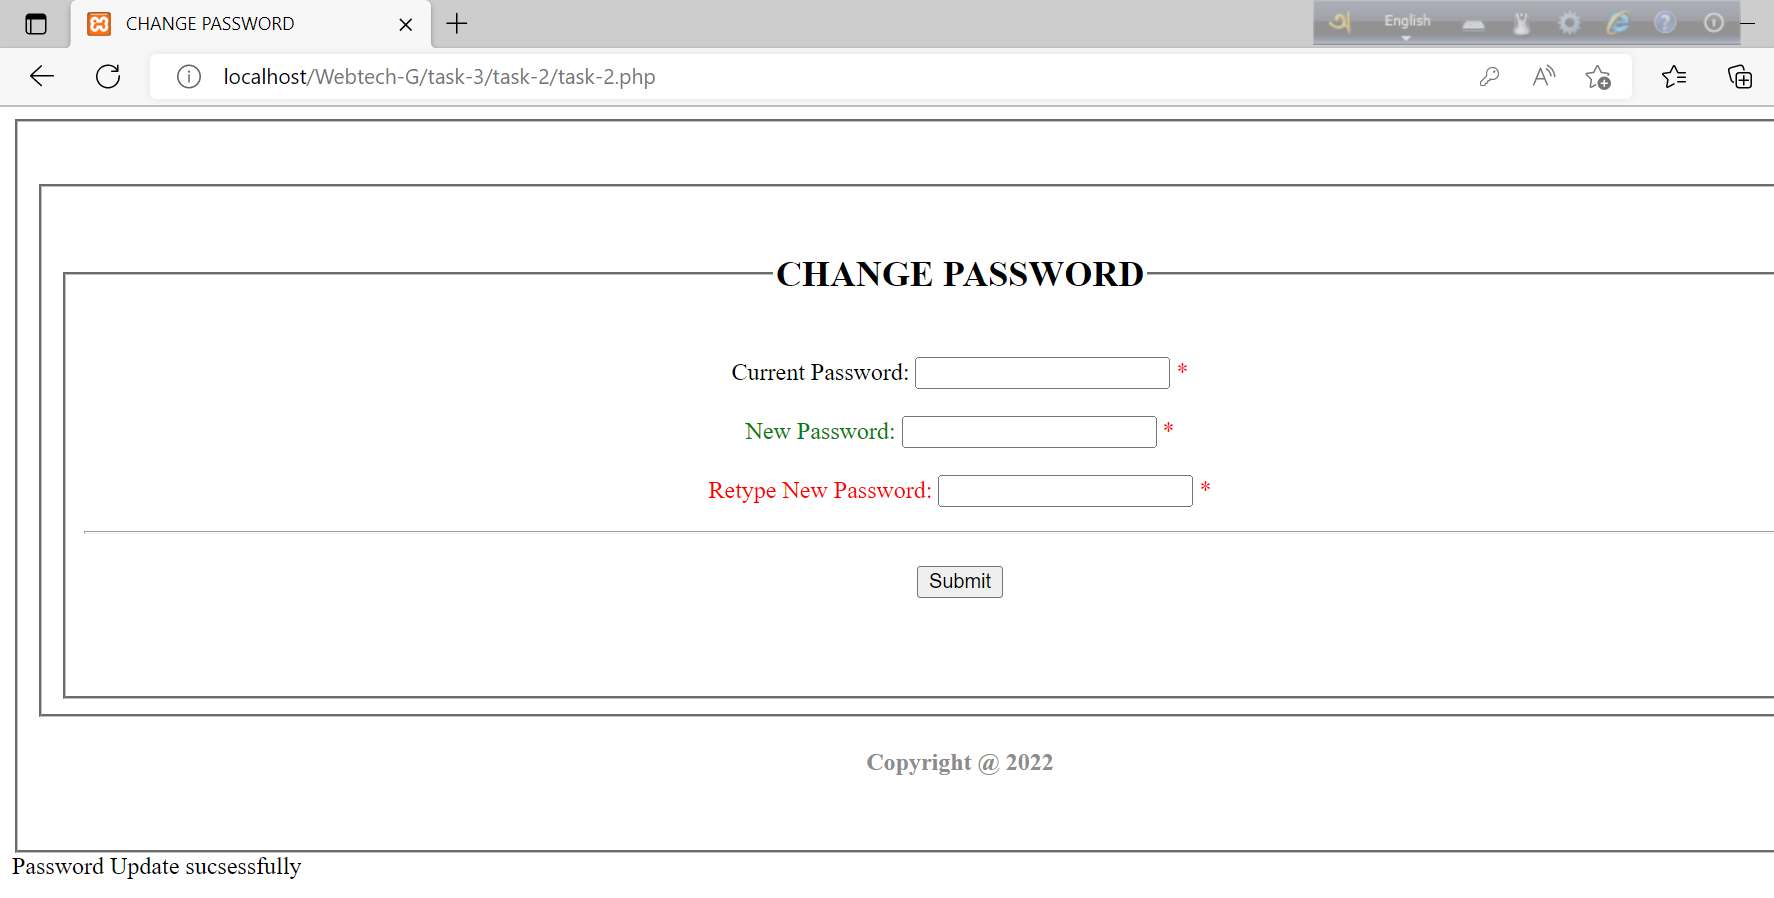 CHANGE PASSWORD
অ English
localhost/Webtech-G/task-3/task-2/task-2.php
CHANGE PASSWORD
Current Password: *
New Password: *
Retype New Password: *
Submit
Copyright @ 2022
Password Update sucsessfully